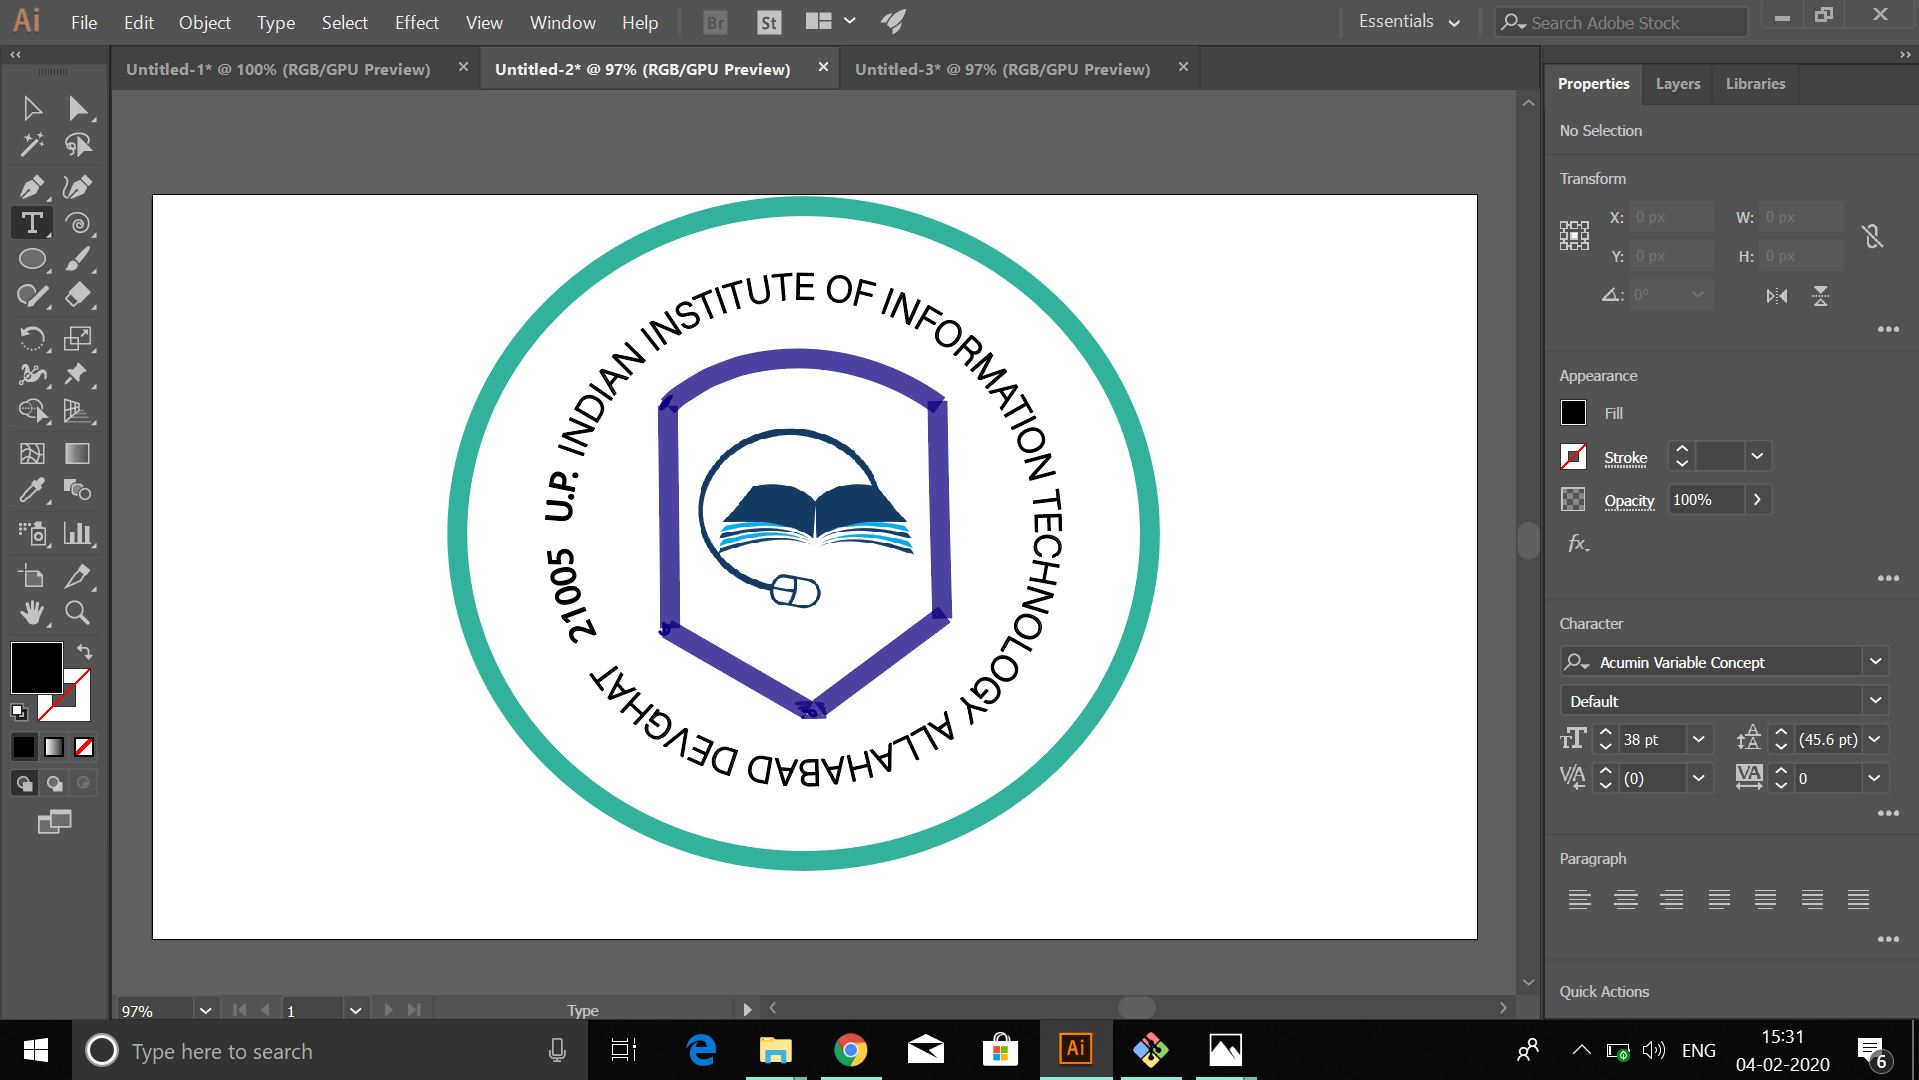 Ai File Edit Object Type Select Effect View Window Help Br St Essentials Search Adobe Stock
Untitled-1* @ 100% (RGB/GPU Preview) Untitled-2* @ 97% (RGB/GPU Preview) Untitled-3* @ 97% (RGB/GPU Preview)
INDIAN INSTITUTE OF INFORMATION TECHNOLOGY ALLAHABAD DEVGHAT 21005 U.P.
97% 1 Type
Properties Layers Libraries
No Selection
Transform
X: 0 px W: 0 px
Y: 0 px H: 0 px
0°
Appearance
Fill
Stroke
Opacity 100%
fx
Character
Acumin Variable Concept
Default
38 pt (45.6 pt)
(0) 0
Paragraph
Quick Actions
Type here to search
Ai
ENG
15:31
04-02-2020
6